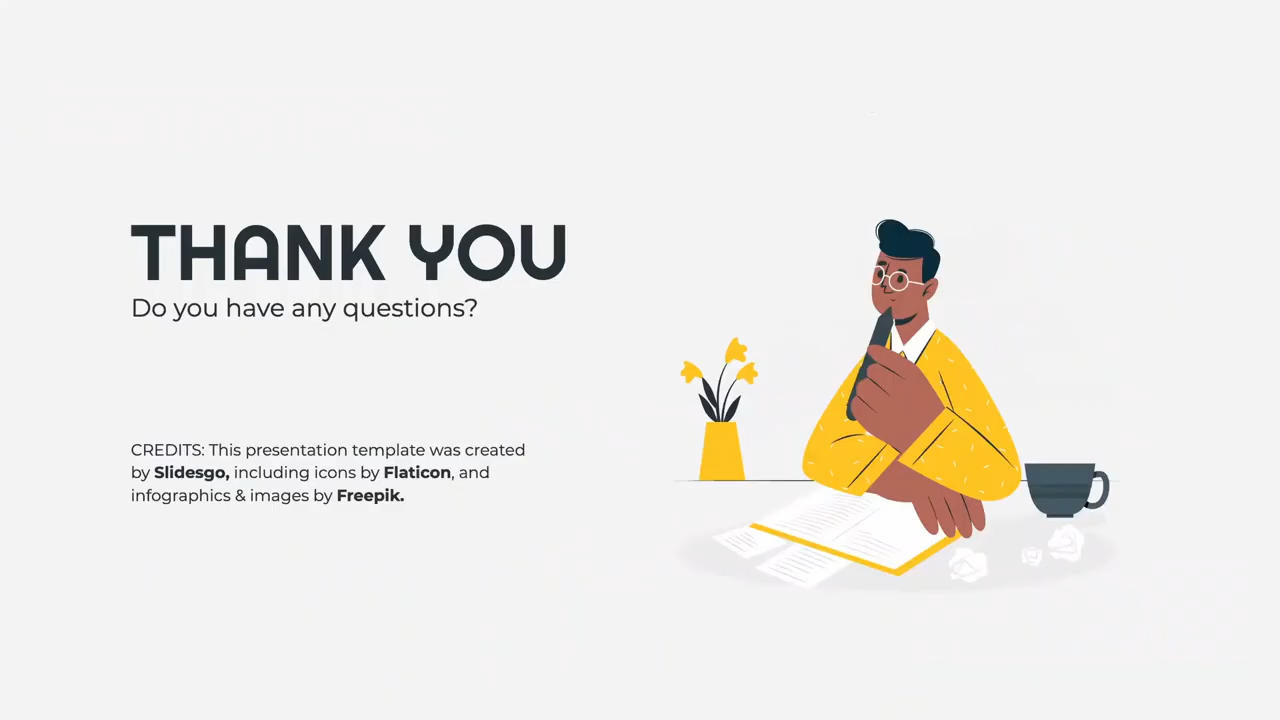 THANK YOU
Do you have any questions?
CREDITS: This presentation template was created
by Slidesgo, including icons by Flaticon, and
infographics & images by Freepik.